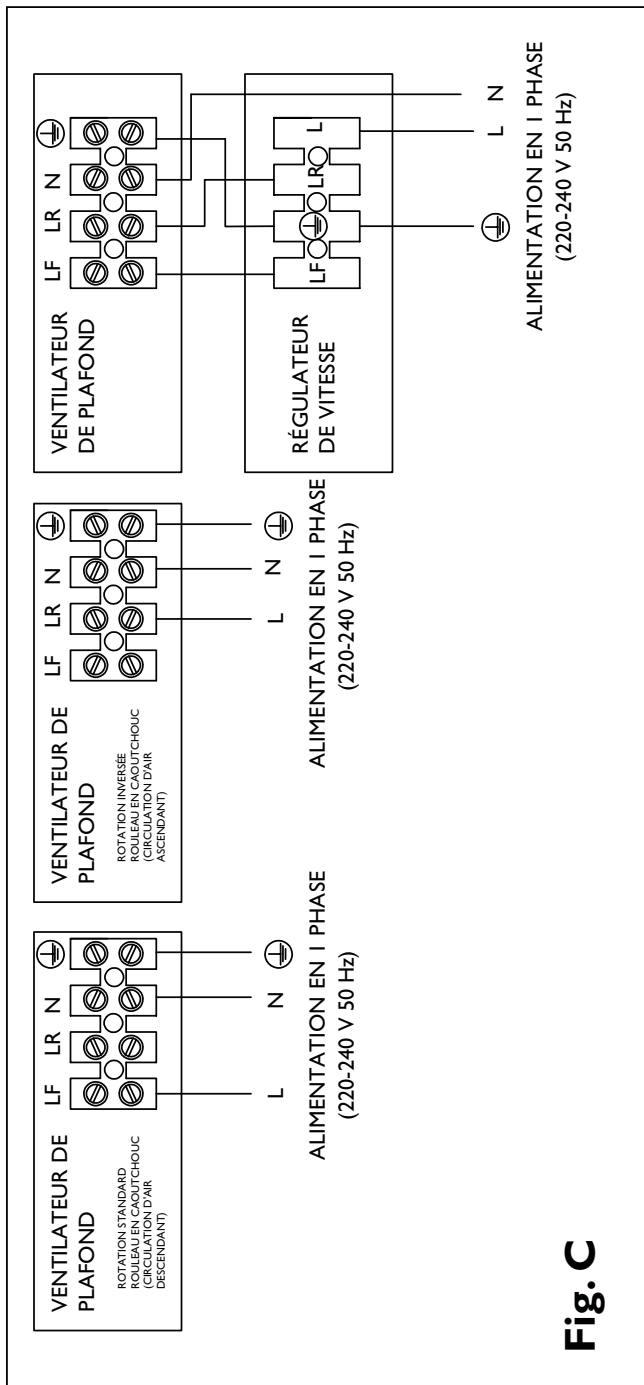 VENTILATEUR DE
PLAFOND
ROTATION STANDARD
ROULEAU EN CAOUTCHOUC
(CIRCULATION D'AIR
DESCENDANT)
LF LR N
L N
ALIMENTATION EN 1 PHASE
(220-240 V 50 Hz)
VENTILATEUR DE
PLAFOND
ROTATION INVERSÉE
ROULEAU EN CAOUTCHOUC
(CIRCULATION D'AIR
ASCENDANT)
LF LR N
L N
ALIMENTATION EN 1 PHASE
(220-240 V 50 Hz)
VENTILATEUR
DE PLAFOND
LF LR N
RÉGULATEUR
DE VITESSE
LF LR L
L N
ALIMENTATION EN 1 PHASE
(220-240 V 50 Hz)
Fig. C